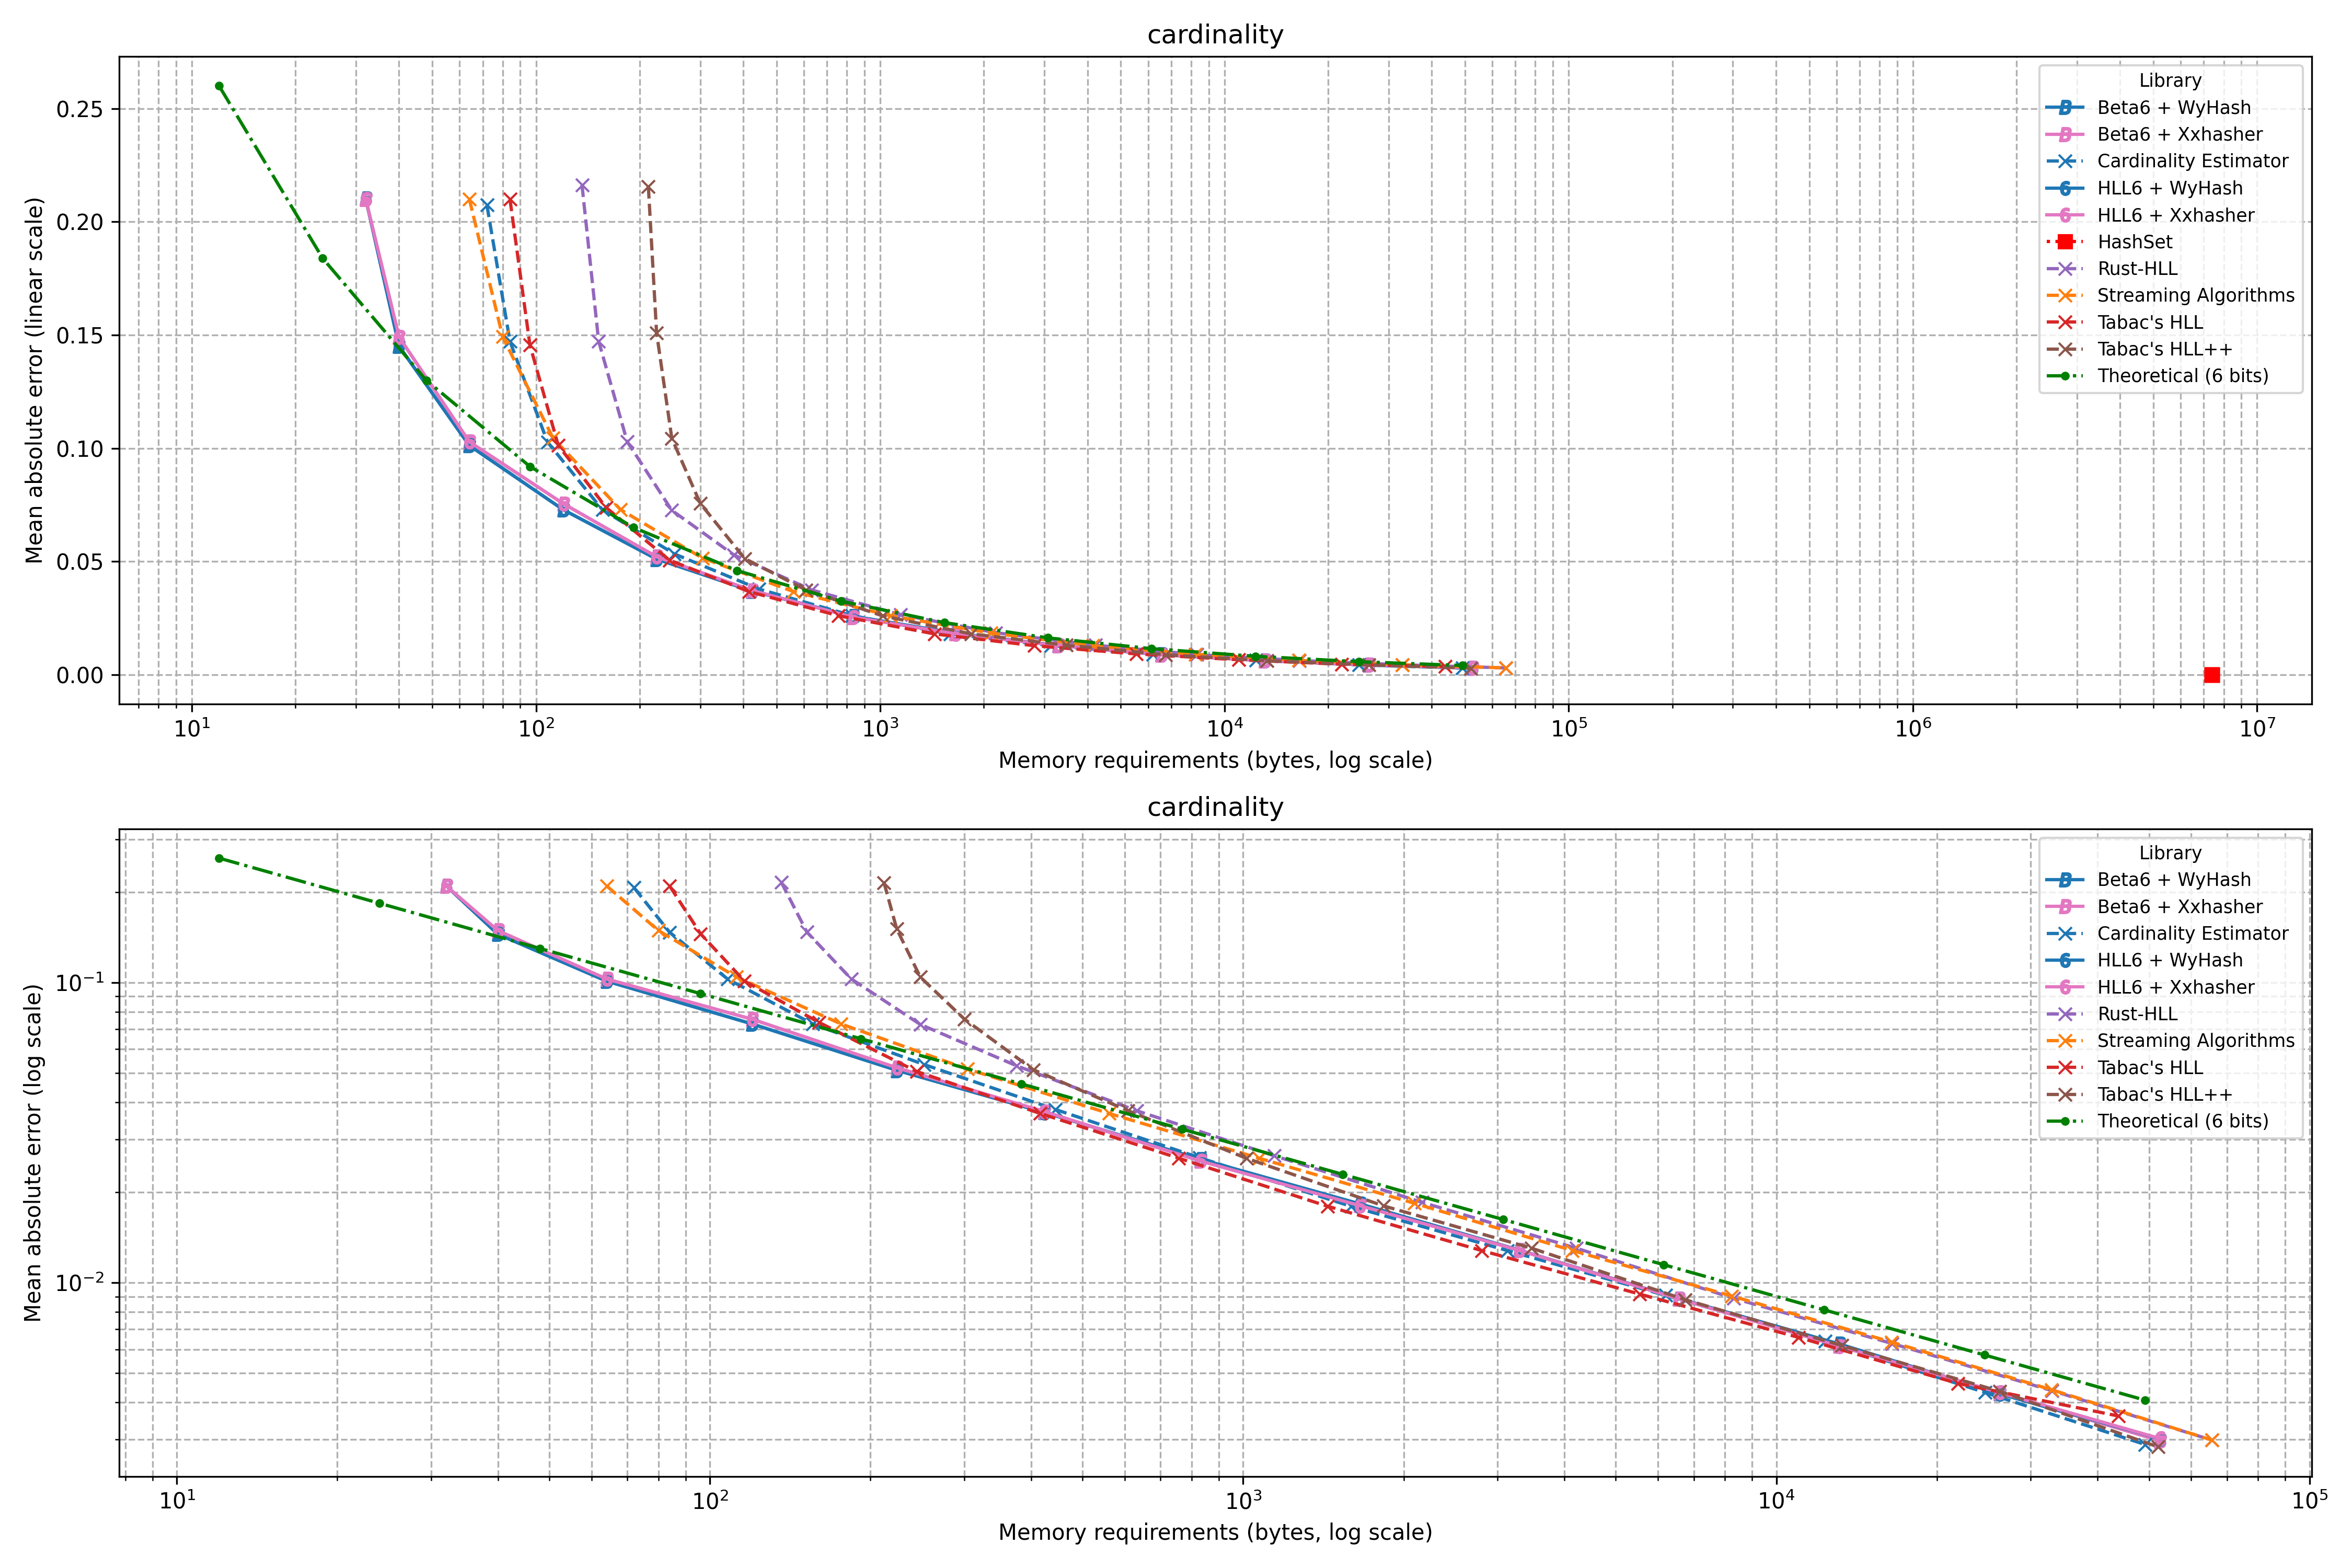 cardinality
Mean absolute error (linear scale)
0.25
0.20
0.15
0.10
0.05
0.00
Library
Beta6 + WyHash
Beta6 + Xxhasher
Cardinality Estimator
HLL6 + WyHash
HLL6 + Xxhasher
HashSet
Rust-HLL
Streaming Algorithms
Tabac's HLL
Tabac's HLL++
Theoretical (6 bits)
10¹ 10² 10³ 10⁴ 10⁵ 10⁶ 10⁷
Memory requirements (bytes, log scale)
cardinality
Mean absolute error (log scale)
10⁻¹
10⁻²
Library
Beta6 + WyHash
Beta6 + Xxhasher
Cardinality Estimator
HLL6 + WyHash
HLL6 + Xxhasher
Rust-HLL
Streaming Algorithms
Tabac's HLL
Tabac's HLL++
Theoretical (6 bits)
10¹ 10² 10³ 10⁴ 10⁵
Memory requirements (bytes, log scale)